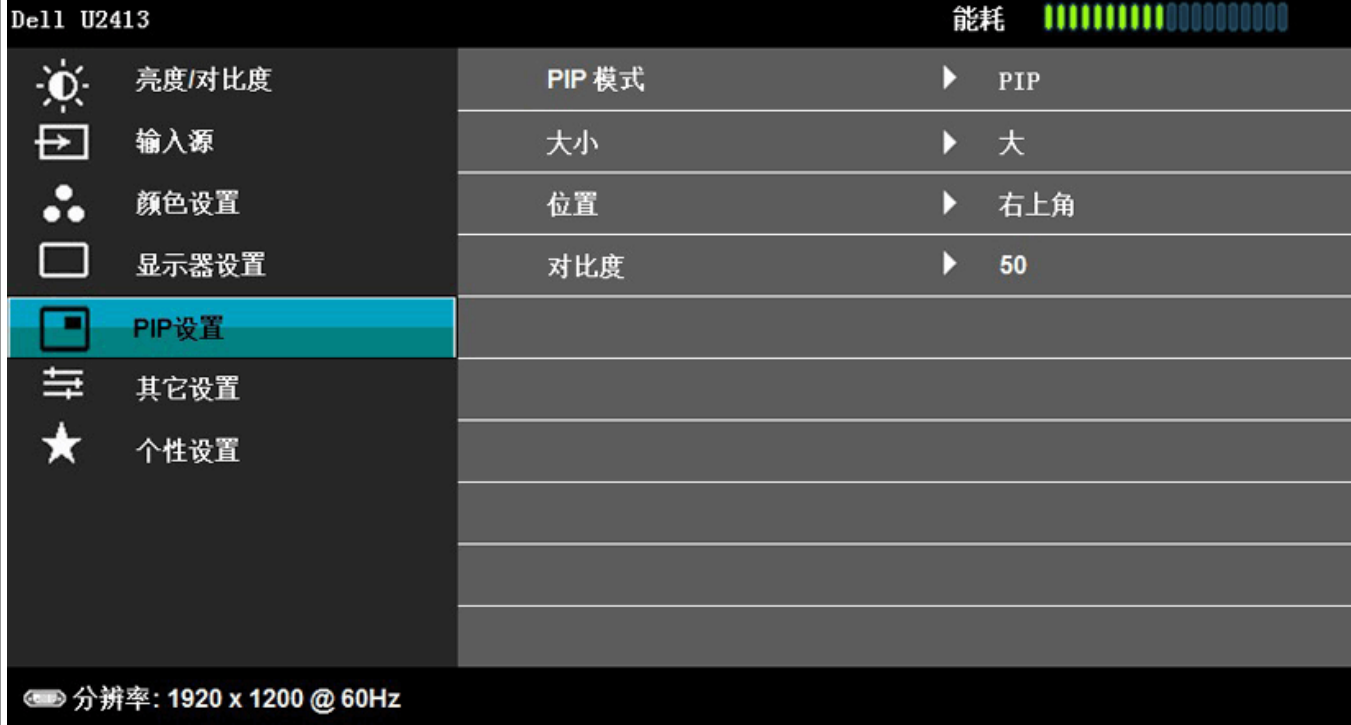 Dell U2413 能耗
亮度/对比度 PIP 模式 PIP
输入源 大小 大
颜色设置 位置 右上角
显示器设置 对比度 50
PIP设置
其它设置
个性设置
分辨率: 1920 x 1200 @ 60Hz